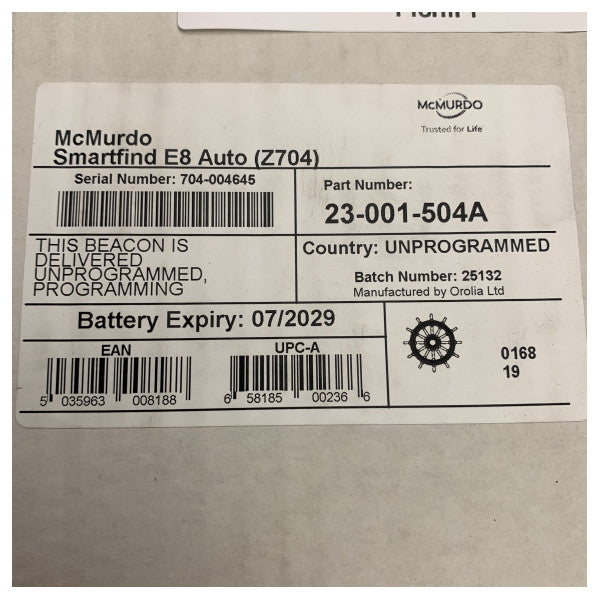 McMURDO
Trusted for Life
McMurdo
Smartfind E8 Auto (Z704)
Serial Number: 704-004645
Part Number:
23-001-504A
THIS BEACON IS
DELIVERED
UNPROGRAMMED,
PROGRAMMING
Country: UNPROGRAMMED
Batch Number: 25132
Manufactured by Orolia Ltd
Battery Expiry: 07/2029
EAN
5 035963 008188
UPC-A
6 58185 00236 6
0168
19